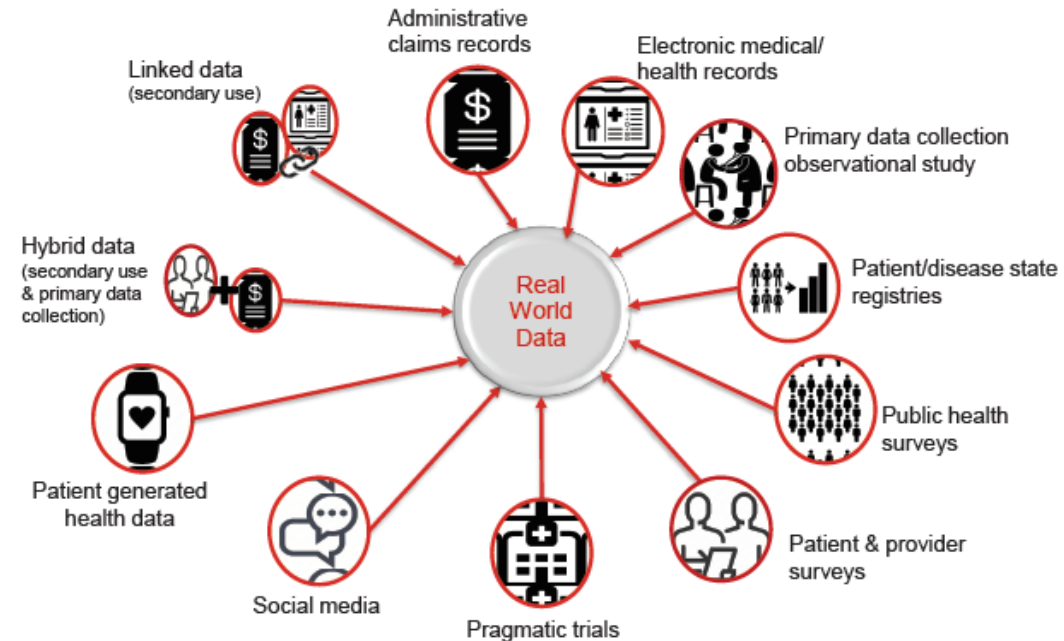 Administrative
claims records
Electronic medical/
health records
Linked data
(secondary use)
$
$
Primary data collection
observational study
Hybrid data
(secondary use
& primary data
collection)
$
Real
World
Data
Patient/disease state
registries
Public health
surveys
Patient generated
health data
Patient & provider
surveys
Social media
Pragmatic trials